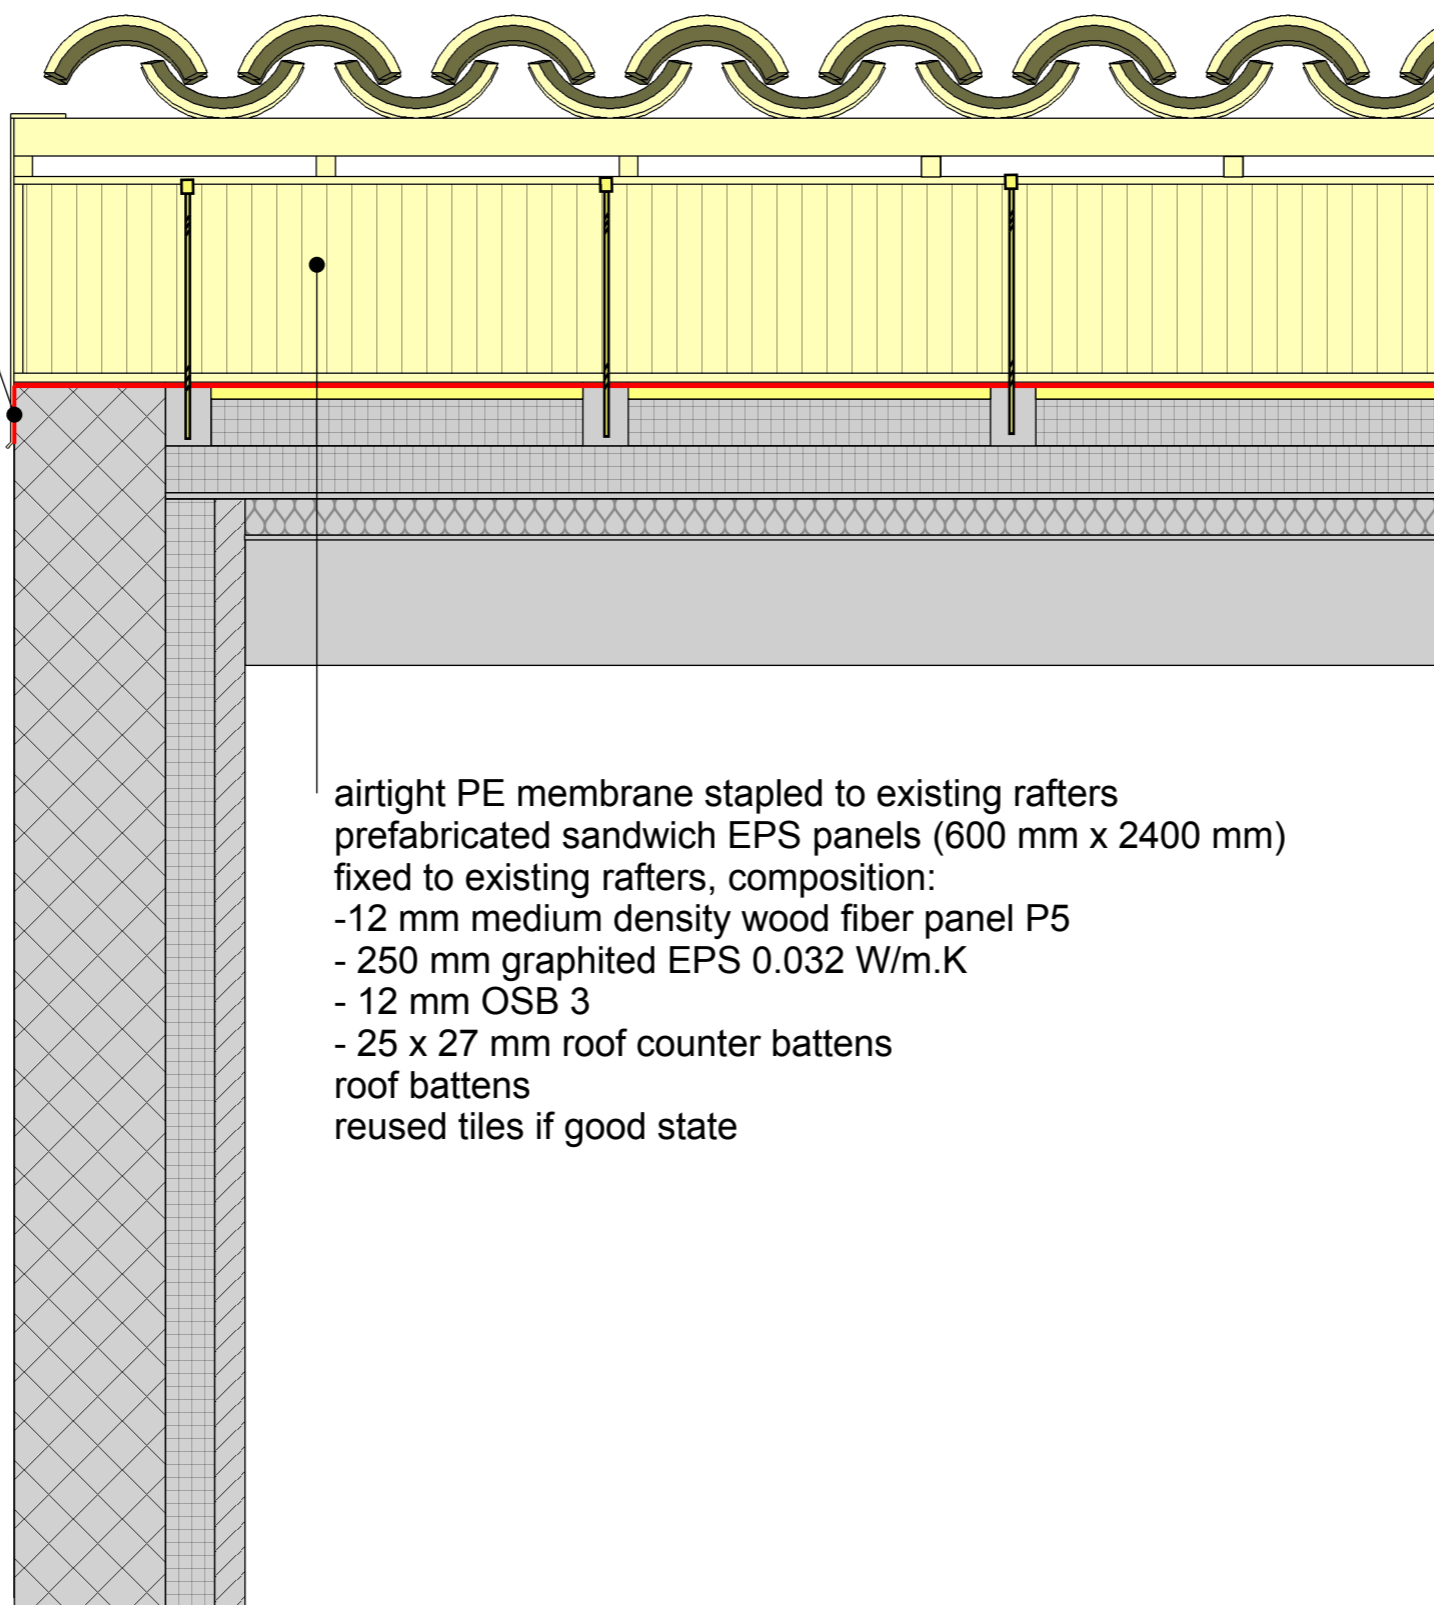 airtight PE membrane stapled to existing rafters
prefabricated sandwich EPS panels (600 mm x 2400 mm)
fixed to existing rafters, composition:
-12 mm medium density wood fiber panel P5
- 250 mm graphited EPS 0.032 W/m.K
- 12 mm OSB 3
- 25 x 27 mm roof counter battens
roof battens
reused tiles if good state